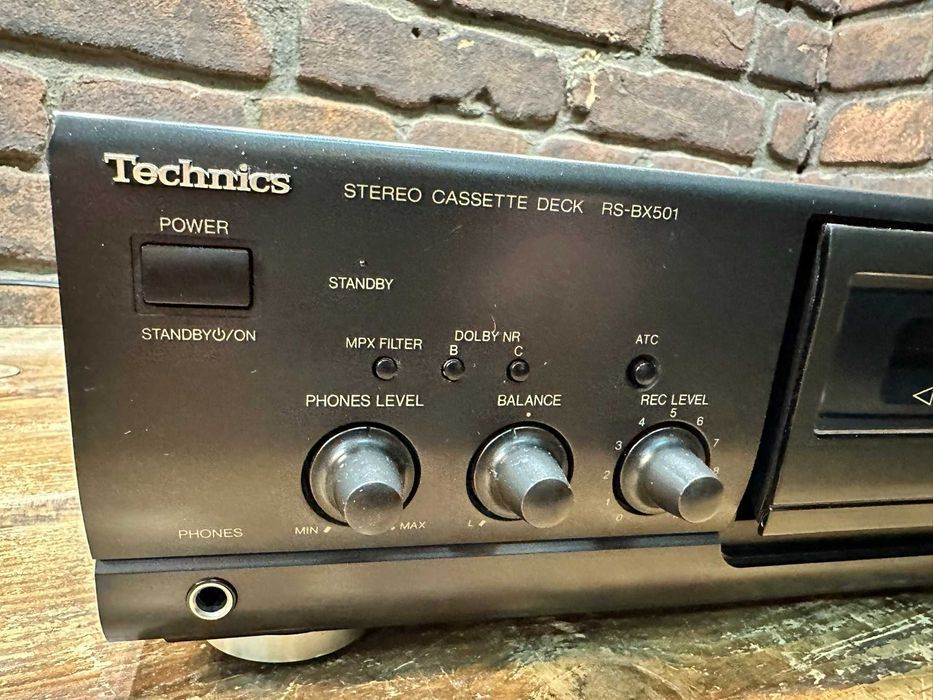 Technics
STEREO CASSETTE DECK RS-BX501
POWER
STANDBY
STANDBY⏻/ON
MPX FILTER
DOLBY NR
B C
ATC
PHONES LEVEL
BALANCE
REC LEVEL
0 1 2 3 4 5 6 7 8
MIN MAX
L
PHONES